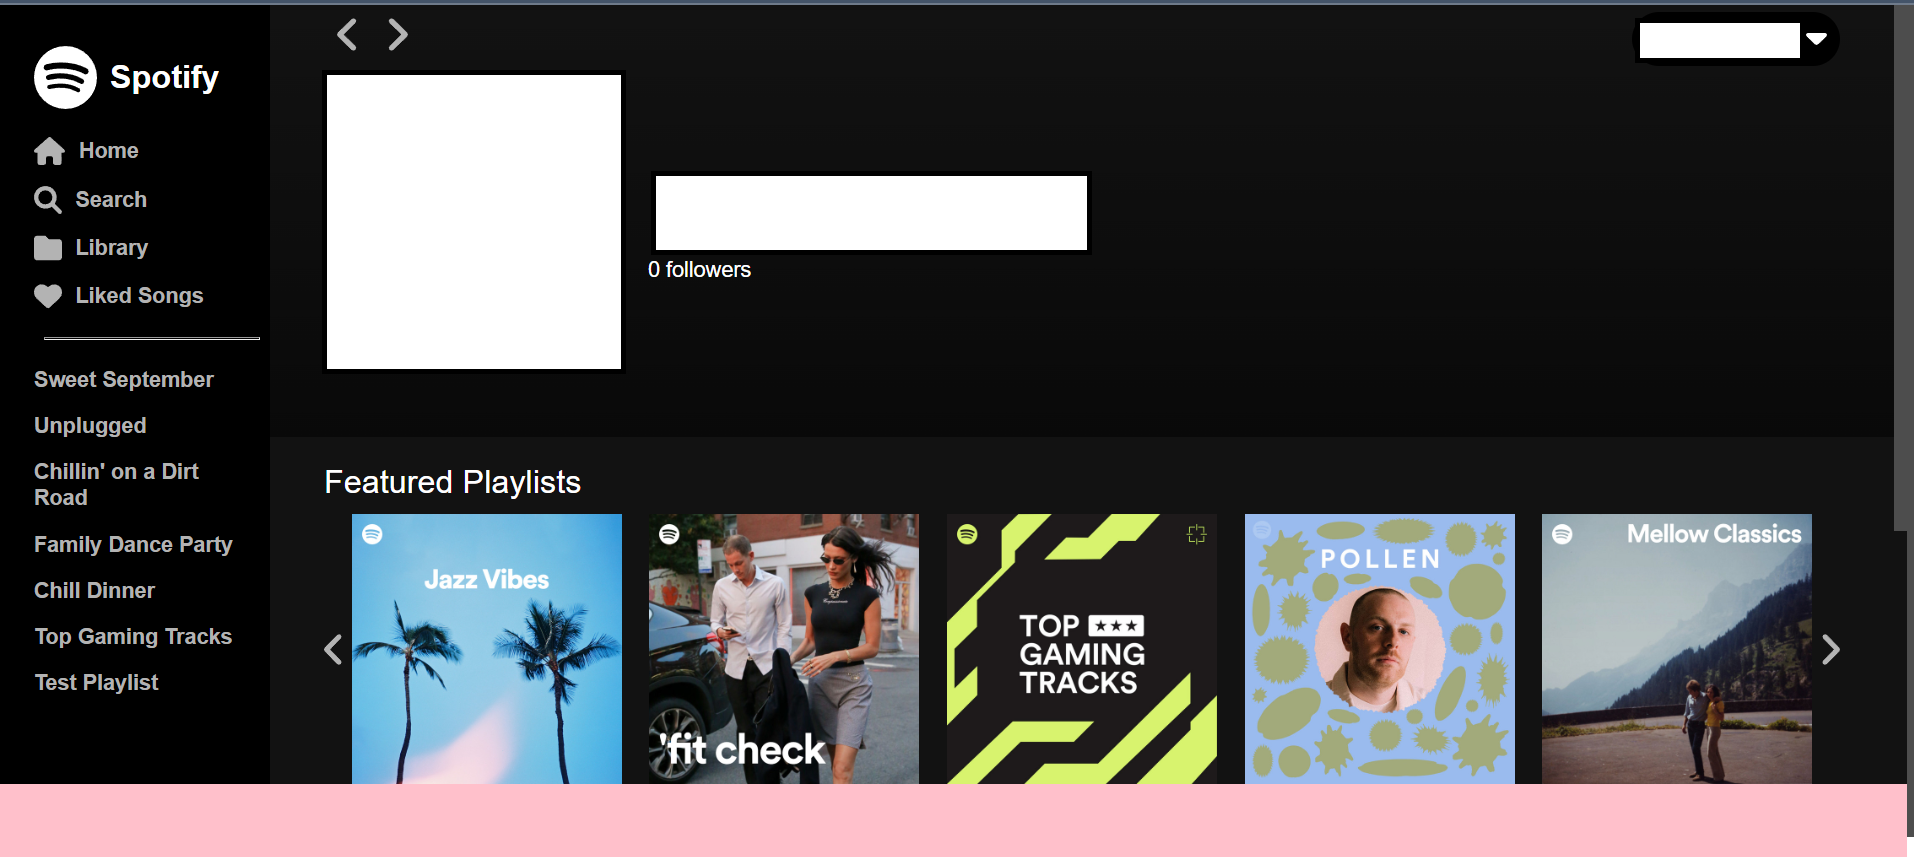 Spotify
Home
Search
Library
Liked Songs
Sweet September
Unplugged
Chillin' on a Dirt
Road
Family Dance Party
Chill Dinner
Top Gaming Tracks
Test Playlist
0 followers
Featured Playlists
Jazz Vibes
'fit check
TOP
GAMING
TRACKS
POLLEN
Mellow Classics